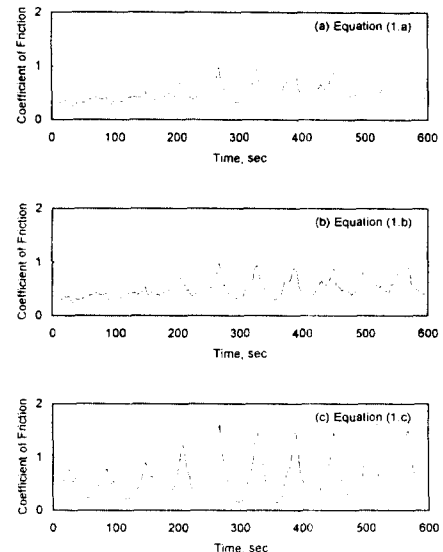 2
(a) Equation (1.a)
Coefficient of Friction
1
0
0 100 200 300 400 500 600
Time, sec
2
(b) Equation (1.b)
Coefficient of Friction
1
0
0 100 200 300 400 500 600
Time, sec
2
(c) Equation (1.c)
Coefficient of Friction
1
0
0 100 200 300 400 500 600
Time, sec